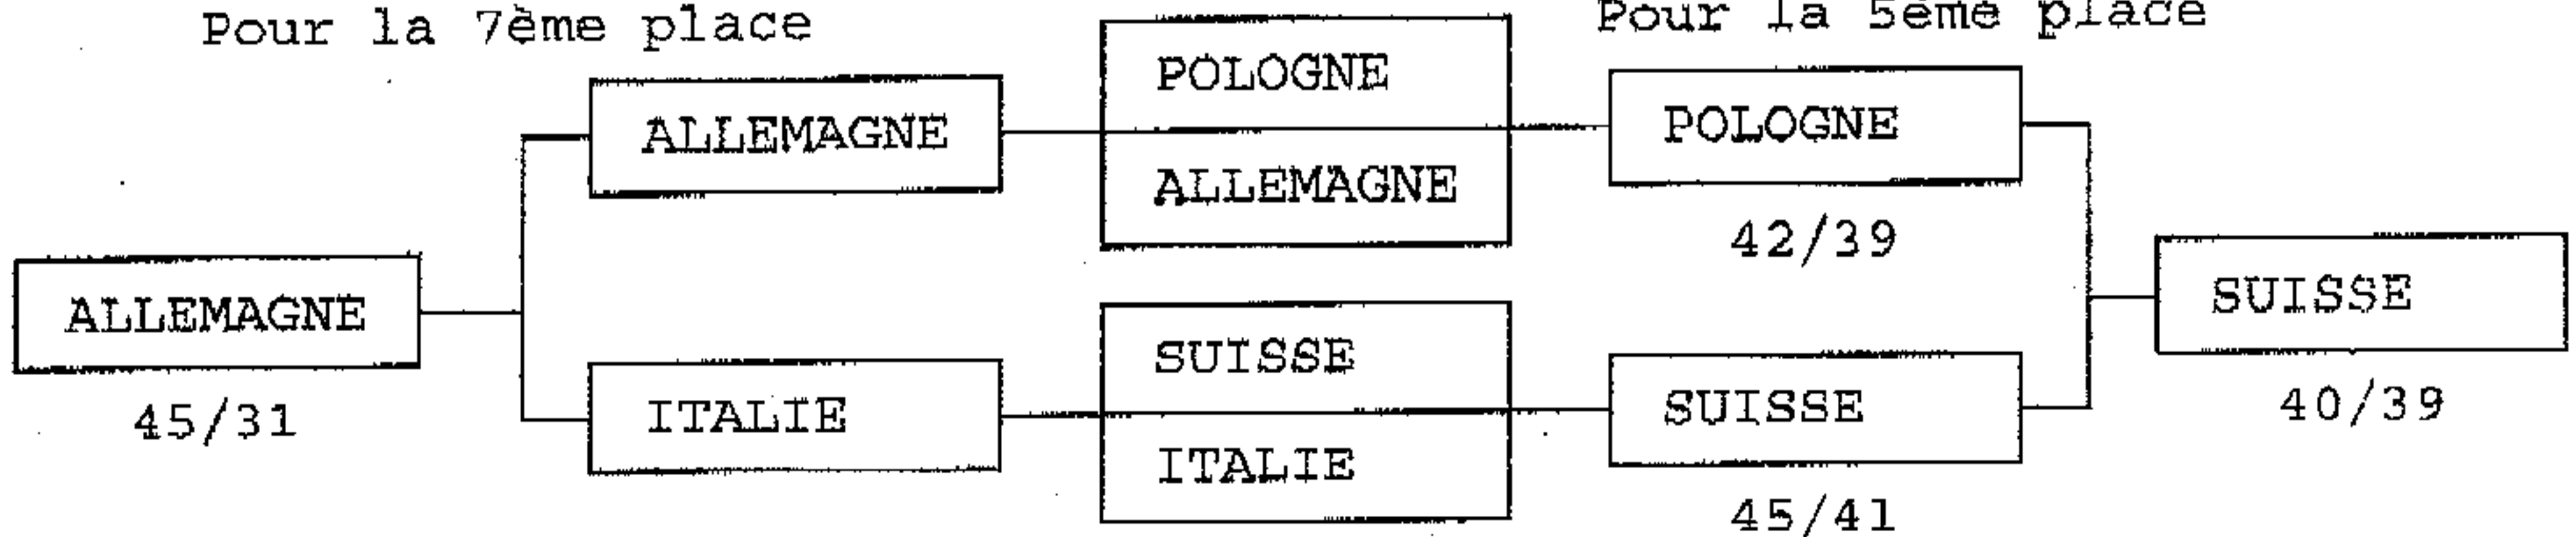 Pour la 7ème place
Pour la 5ème place
POLOGNE
ALLEMAGNE
POLOGNE
ALLEMAGNE
42/39
ALLEMAGNE
SUISSE
45/31
SUISSE
ITALIE
SUISSE
40/39
ITALIE
45/41